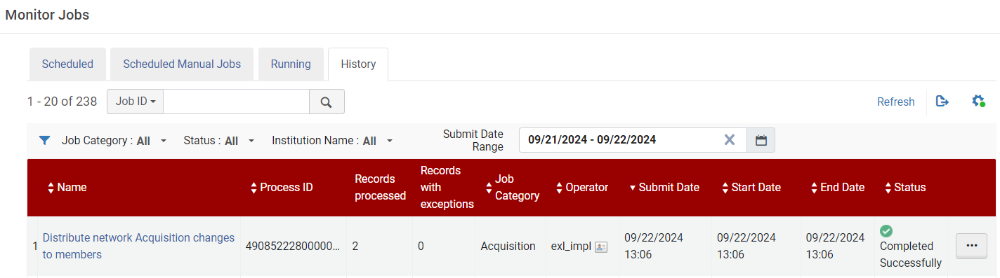 Monitor Jobs
Scheduled Scheduled Manual Jobs Running History
1 - 20 of 238 Job ID Refresh
Job Category : All Status : All Institution Name : All Submit Date Range 09/21/2024 - 09/22/2024
Name Process ID Records processed Records with exceptions Job Category Operator Submit Date Start Date End Date Status
1 Distribute network Acquisition changes to members 49085222800000... 2 0 Acquisition exl_impl 09/22/2024 13:06 09/22/2024 13:06 09/22/2024 13:06 Completed Successfully ...